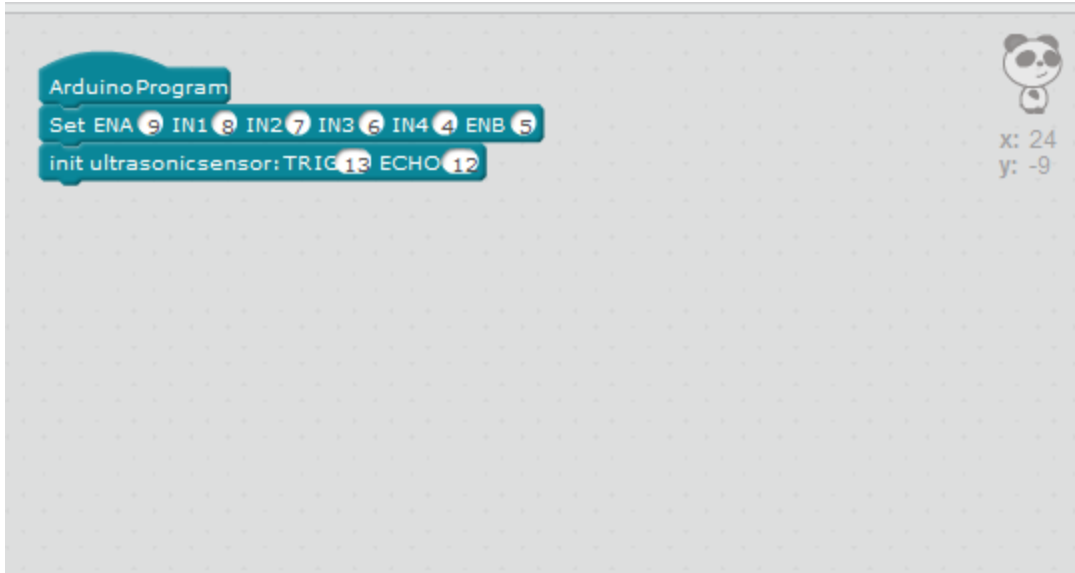 Arduino Program
Set ENA 9 IN1 8 IN2 7 IN3 6 IN4 4 ENB 5
init ultrasonicsensor: TRIG 13 ECHO 12
x: 24
y: -9